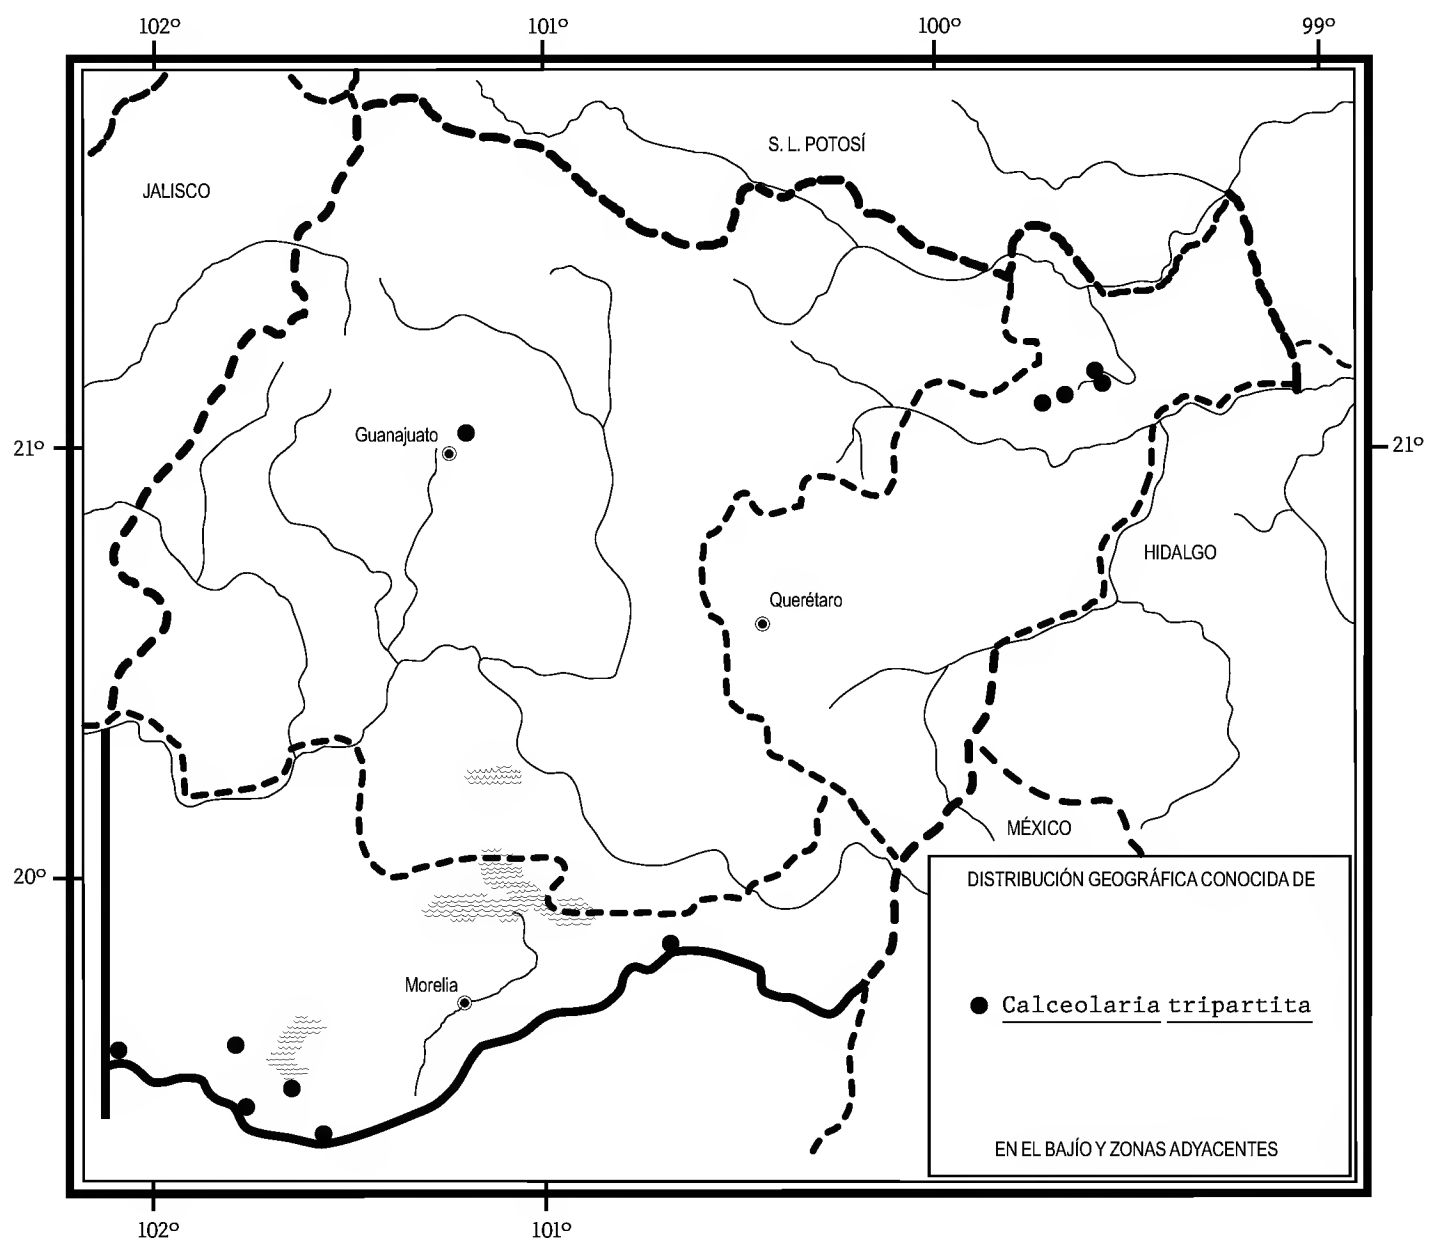 102º 101º 100º 99º
S. L. POTOSÍ
JALISCO
Guanajuato
21º
21º
HIDALGO
Querétaro
MÉXICO
20º
DISTRIBUCIÓN GEOGRÁFICA CONOCIDA DE
Morelia
Calceolaria tripartita
EN EL BAJÍO Y ZONAS ADYACENTES
102º 101º